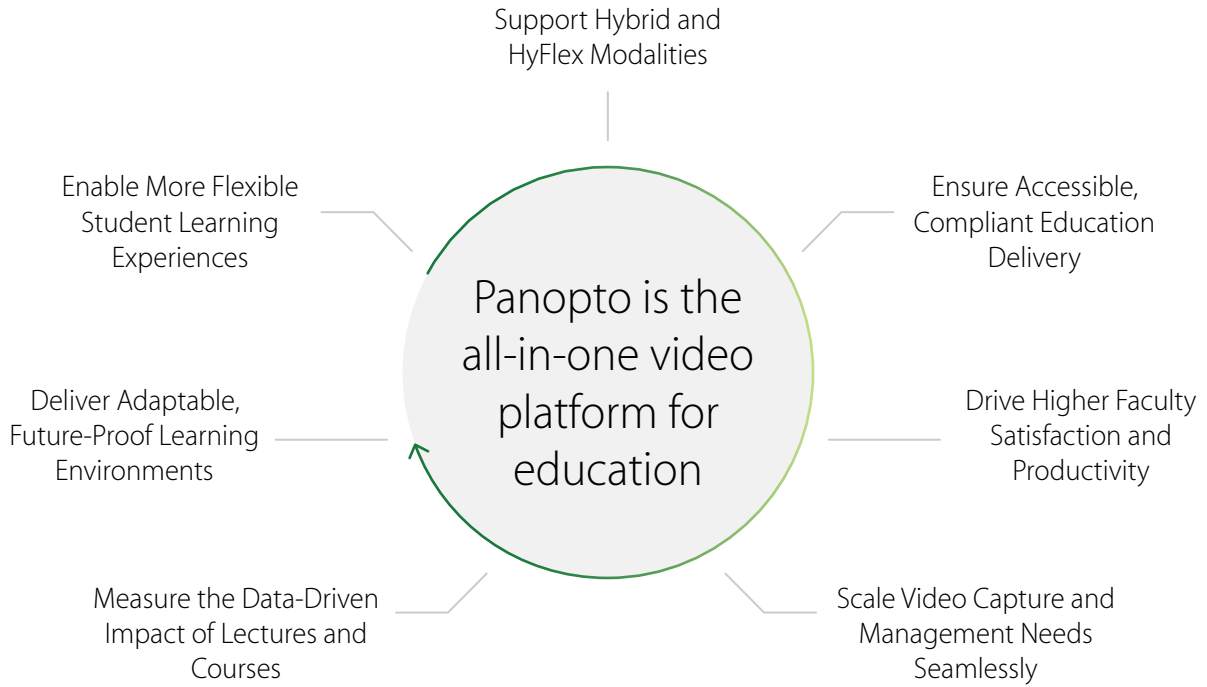 Support Hybrid and
HyFlex Modalities
Enable More Flexible
Student Learning
Experiences
Ensure Accessible,
Compliant Education
Delivery
Panopto is the
all-in-one video
platform for
education
Deliver Adaptable,
Future-Proof Learning
Environments
Drive Higher Faculty
Satisfaction and
Productivity
Measure the Data-Driven
Impact of Lectures and
Courses
Scale Video Capture and
Management Needs
Seamlessly